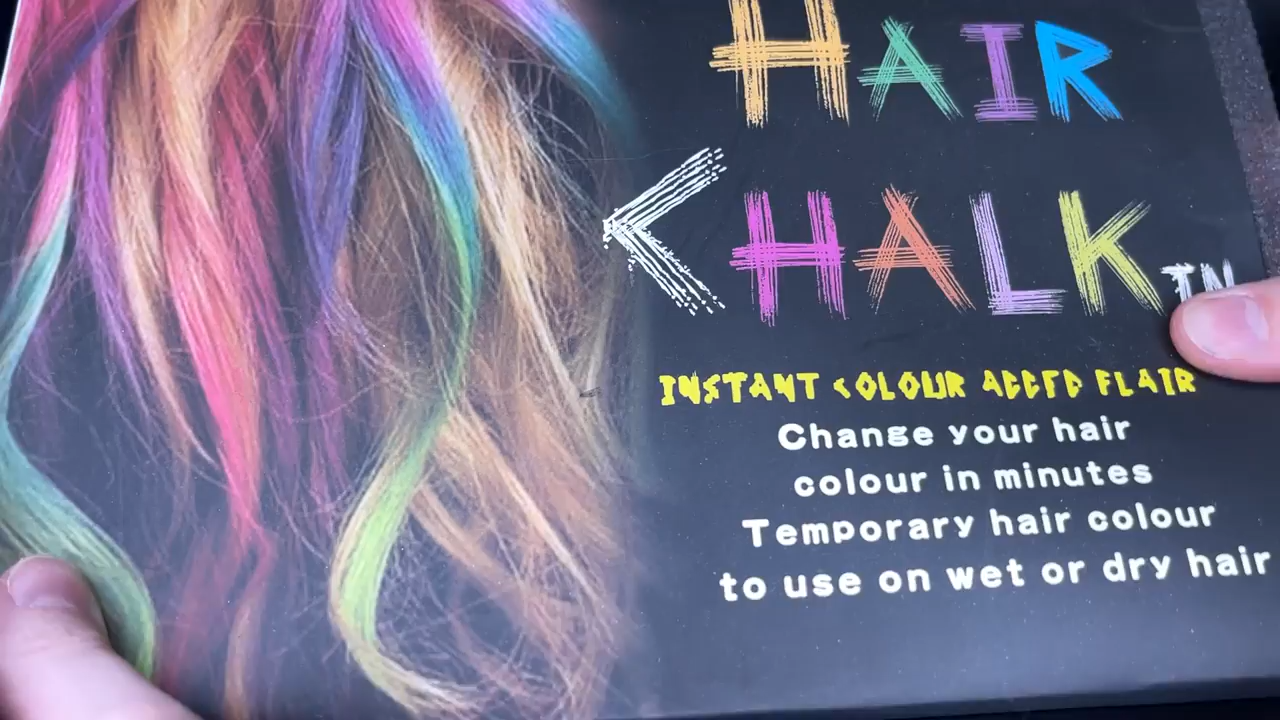 HAIR
CHALK
IN
INSTANT COLOUR ADDED FLAIR
Change your hair
colour in minutes
Temporary hair colour
to use on wet or dry hair